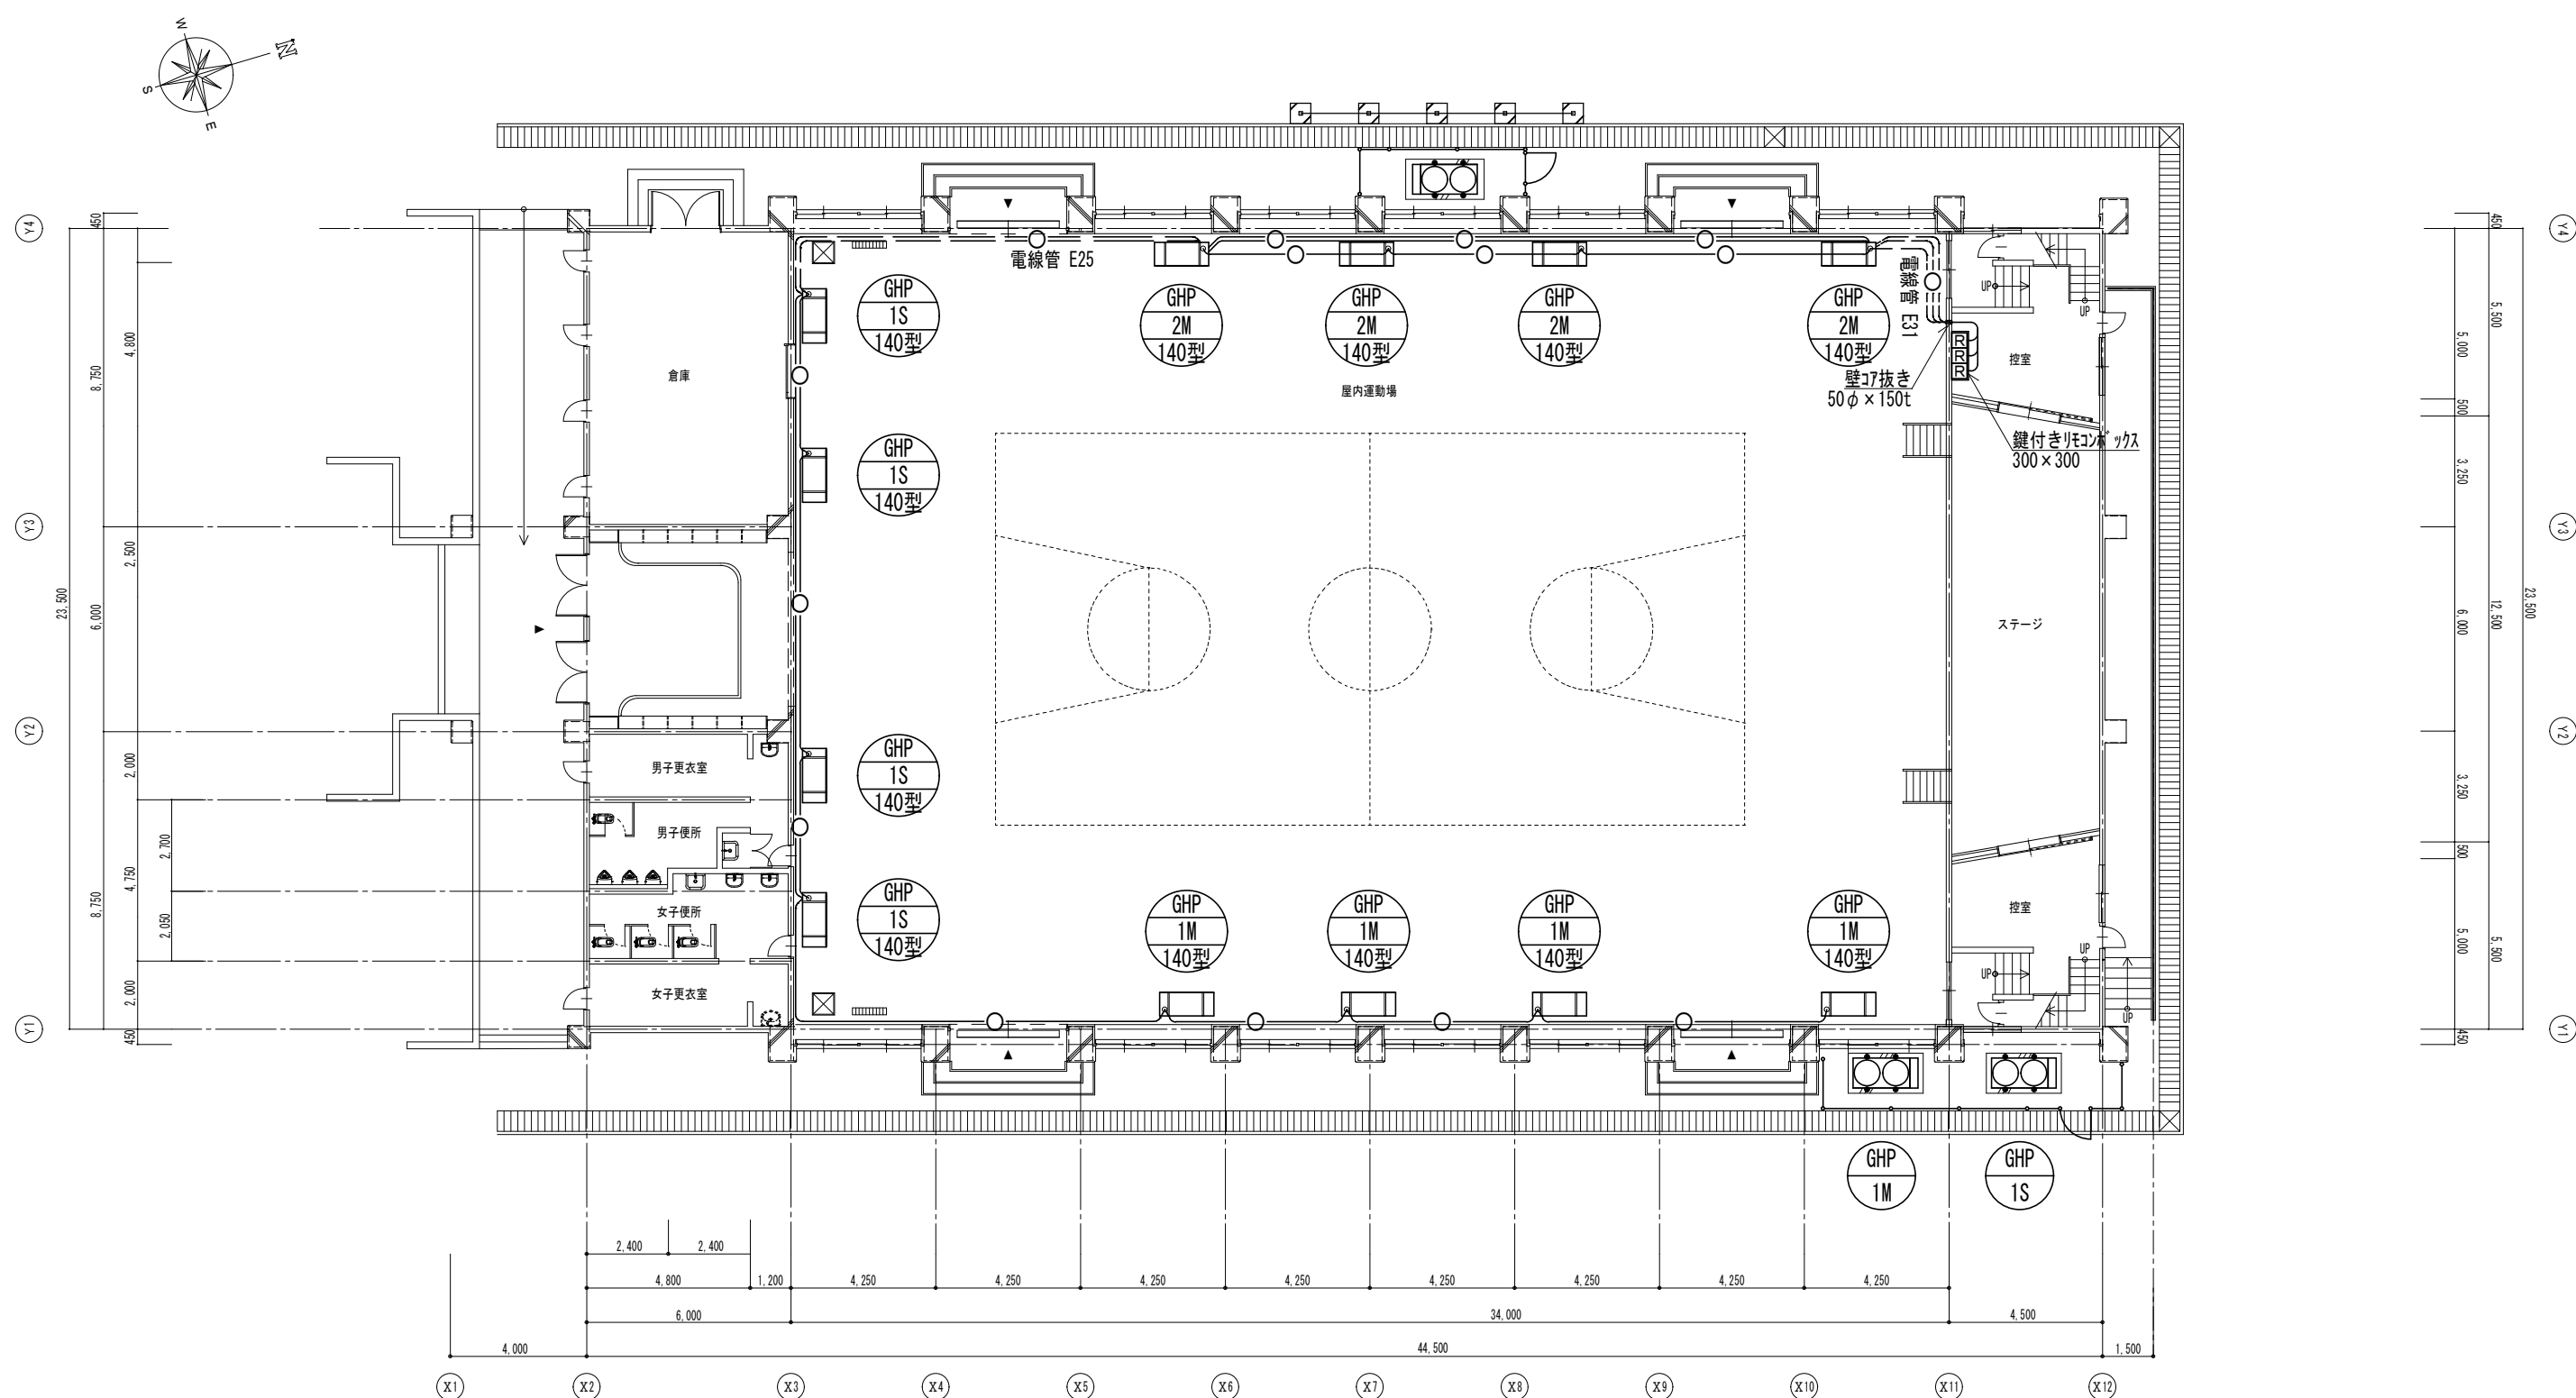 W
N
S
E
Y4
450
4,800
8,750
Y3
2,500
23,500
6,000
Y2
2,000
2,700
4,750
8,750
2,050
2,000
Y1
450
電線管 E25
GHP
1S
140型
GHP
2M
140型
GHP
2M
140型
GHP
2M
140型
GHP
2M
140型
電線管 E31
UP
UP
R
R
R
控室
倉庫
屋内運動場
壁コア抜き
50φ×150t
鍵付きリモコンボックス
300×300
GHP
1S
140型
ステージ
男子更衣室
GHP
1S
140型
男子便所
女子便所
GHP
1S
140型
GHP
1M
140型
GHP
1M
140型
GHP
1M
140型
GHP
1M
140型
控室
UP
UP
UP
女子更衣室
GHP
1M
GHP
1S
450
Y4
5,500
5,000
500
3,250
Y3
12,500
6,000
23,500
Y2
3,250
500
5,000
5,500
450
Y1
2,400
2,400
4,800
1,200
4,250
4,250
4,250
4,250
4,250
4,250
4,250
4,250
6,000
34,000
4,500
4,000
44,500
1,500
X1
X2
X3
X4
X5
X6
X7
X8
X9
X10
X11
X12